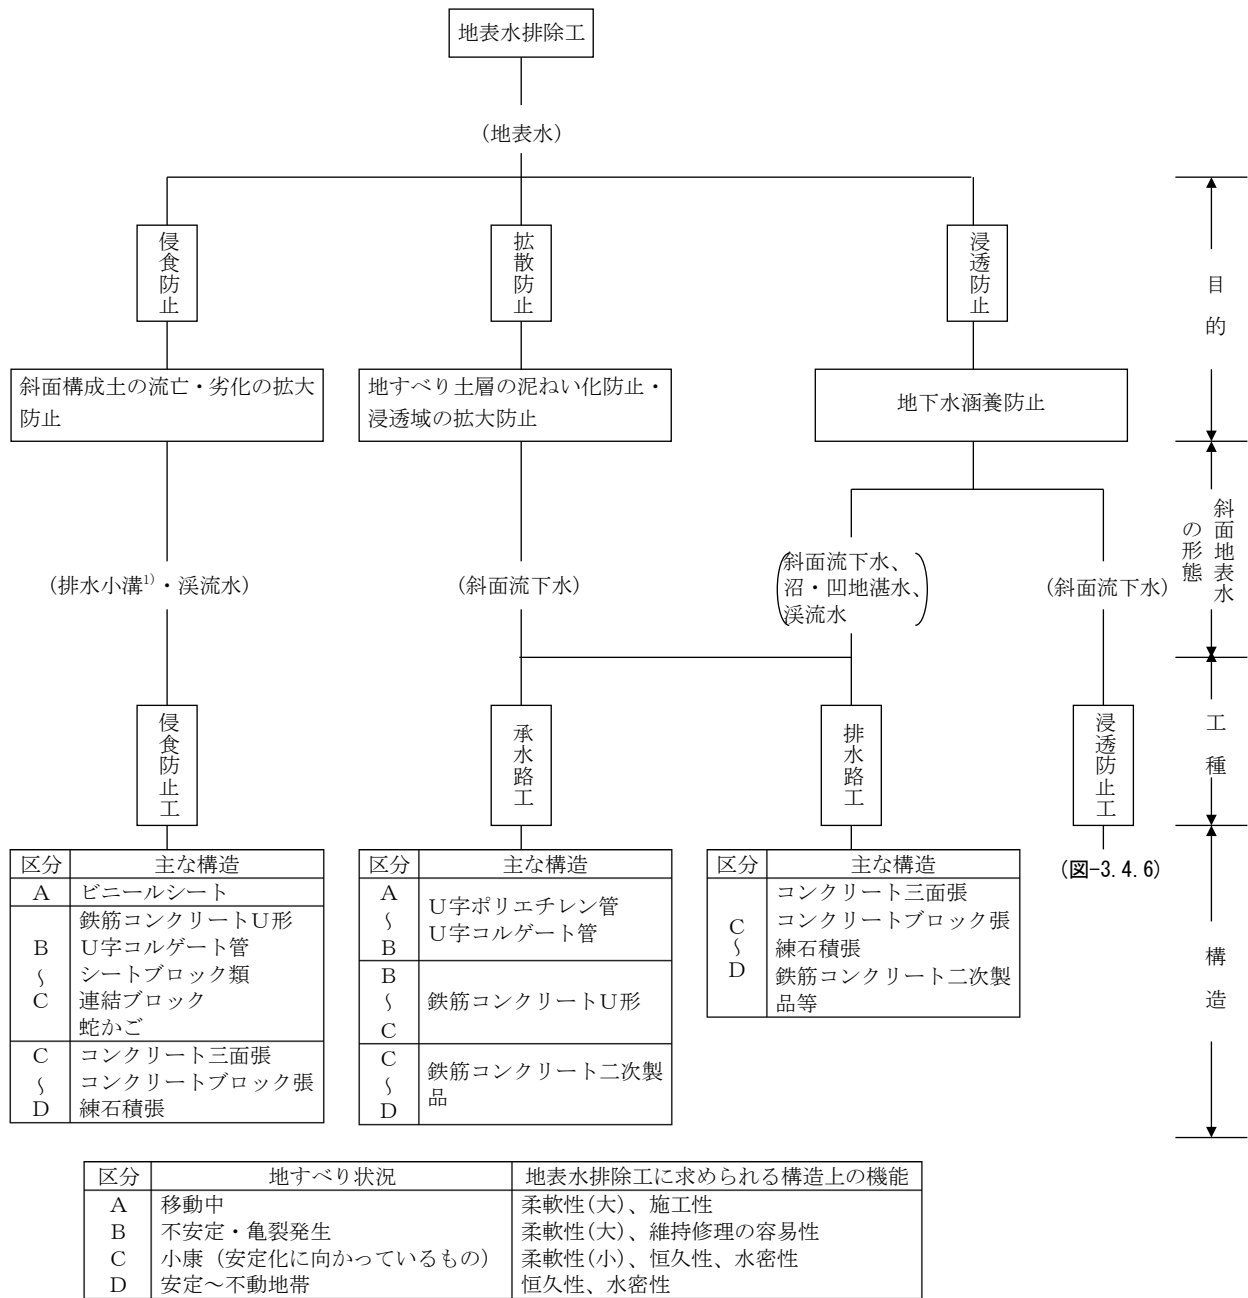 地表水排除工
(地表水)
侵食防止
拡散防止
浸透防止
目的
斜面構成土の流亡・劣化の拡大
防止
地すべり土層の泥ねい化防止・
浸透域の拡大防止
地下水涵養防止
斜面地表水
の形態
(排水小溝1)・渓流水)
(斜面流下水)
(斜面流下水、
沼・凹地湛水、
渓流水)
(斜面流下水)
侵食防止工
承水路工
排水路工
浸透防止工
工種
区分 主な構造
A ビニールシート
鉄筋コンクリートU形
B U字コルゲート管
〜 シートブロック類
C 連結ブロック
蛇かご
C コンクリート三面張
〜 コンクリートブロック張
D 練石積張
区分 主な構造
A
〜
B
U字ポリエチレン管
U字コルゲート管
B
〜
C
鉄筋コンクリートU形
C
〜
D
鉄筋コンクリート二次製
品
区分 主な構造
C
〜
D
コンクリート三面張
コンクリートブロック張
練石積張
鉄筋コンクリート二次製
品等
(図-3.4.6)
構造
区分 地すべり状況 地表水排除工に求められる構造上の機能
A 移動中 柔軟性(大)、施工性
B 不安定・亀裂発生 柔軟性(大)、維持修理の容易性
C 小康（安定化に向かっているもの） 柔軟性(小)、恒久性、水密性
D 安定～不動地帯 恒久性、水密性